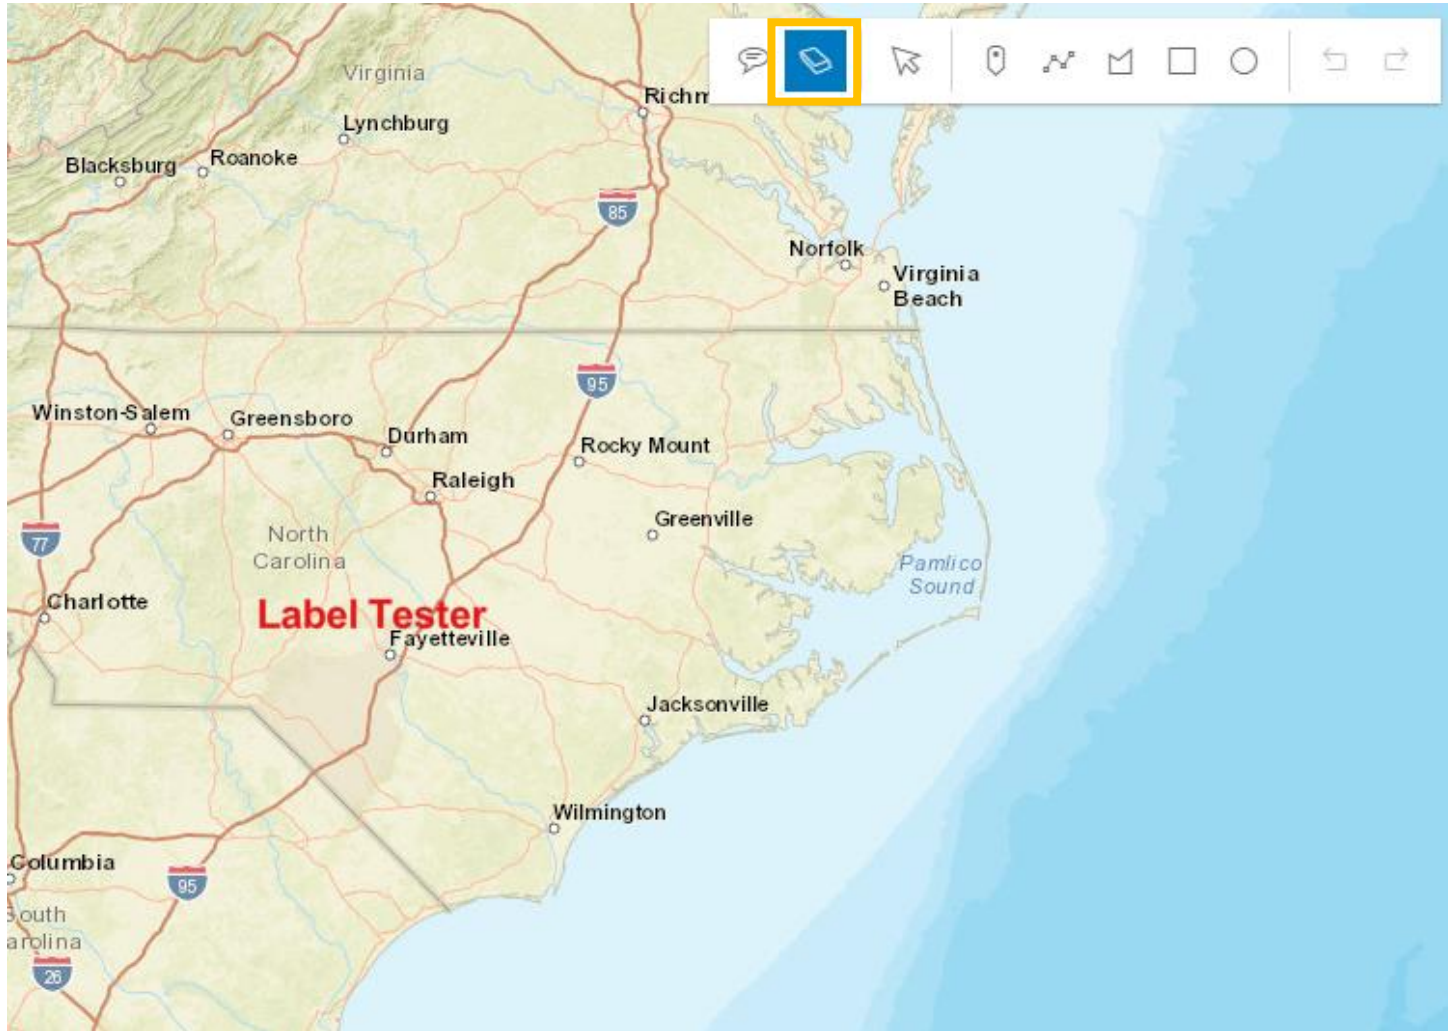 Virginia
Richm
Lynchburg
Blacksburg
Roanoke
85
Norfolk
Virginia
Beach
95
Winston-Salem
Greensboro
Durham
Rocky Mount
Raleigh
Greenville
North
Carolina
77
Pamlico
Sound
Charlotte
Label Tester
Fayetteville
Jacksonville
Wilmington
Columbia
95
South
arolina
26